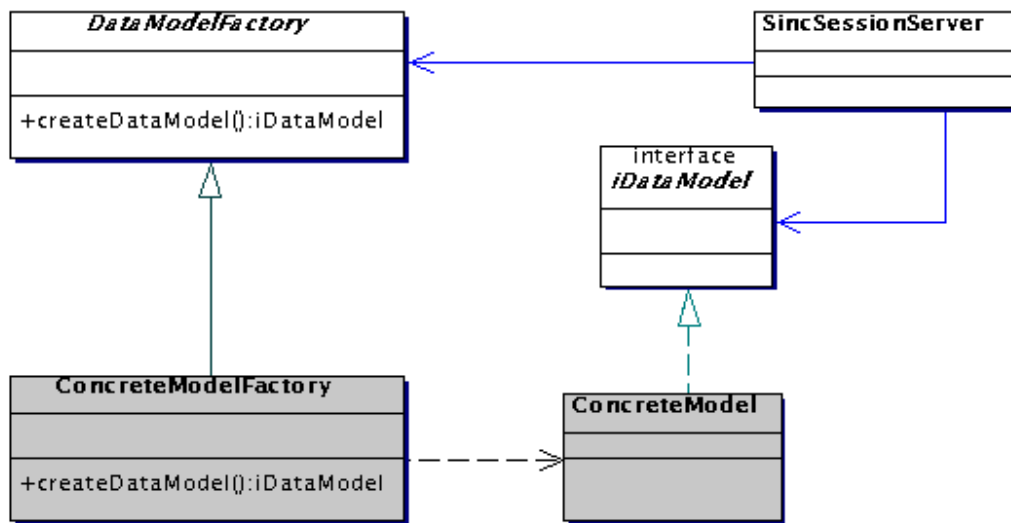 DataModelFactory
+createDataModel():iDataModel
SincSessionServer
interface
iDataModel
ConcreteModelFactory
+createDataModel():iDataModel
ConcreteModel